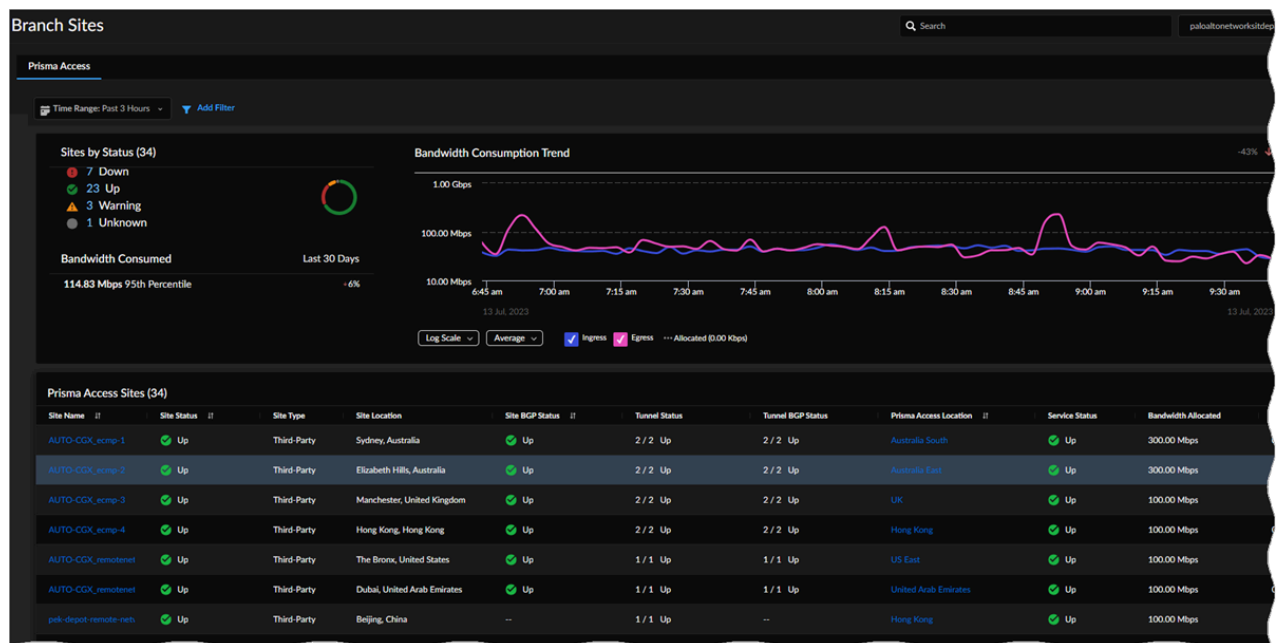 Branch Sites
Search
paloaltonetworksitdep
Prisma Access
Time Range: Past 3 Hours
Add Filter
Sites by Status (34)
7 Down
23 Up
3 Warning
1 Unknown
Bandwidth Consumed Last 30 Days
114.83 Mbps 95th Percentile 6%
Bandwidth Consumption Trend -43%
1.00 Gbps
100.00 Mbps
10.00 Mbps
6:45 am 7:00 am 7:15 am 7:30 am 7:45 am 8:00 am 8:15 am 8:30 am 8:45 am 9:00 am 9:15 am 9:30 am
13 Jul, 2023 13 Jul, 2023
Log Scale Average Ingress Egress Allocated (0.00 Kbps)
Prisma Access Sites (34)
Site Name Site Status Site Type Site Location Site BGP Status Tunnel Status Tunnel BGP Status Prisma Access Location Service Status Bandwidth Allocated
AUTO-CGX_ecmp-1 Up Third-Party Sydney, Australia Up 2 / 2 Up 2 / 2 Up Australia South Up 300.00 Mbps
AUTO-CGX_ecmp-2 Up Third-Party Elizabeth Hills, Australia Up 2 / 2 Up 2 / 2 Up Australia East Up 300.00 Mbps
AUTO-CGX_ecmp-3 Up Third-Party Manchester, United Kingdom Up 2 / 2 Up 2 / 2 Up UK Up 100.00 Mbps
AUTO-CGX_ecmp-4 Up Third-Party Hong Kong, Hong Kong Up 2 / 2 Up 2 / 2 Up Hong Kong Up 100.00 Mbps
AUTO-CGX_remotenet Up Third-Party The Bronx, United States Up 1 / 1 Up 1 / 1 Up US East Up 100.00 Mbps
AUTO-CGX_remotenet Up Third-Party Dubai, United Arab Emirates Up 1 / 1 Up 1 / 1 Up United Arab Emirates Up 100.00 Mbps
pek-depot-remote-net Up Third-Party Beijing, China -- 1 / 1 Up -- Hong Kong Up 100.00 Mbps